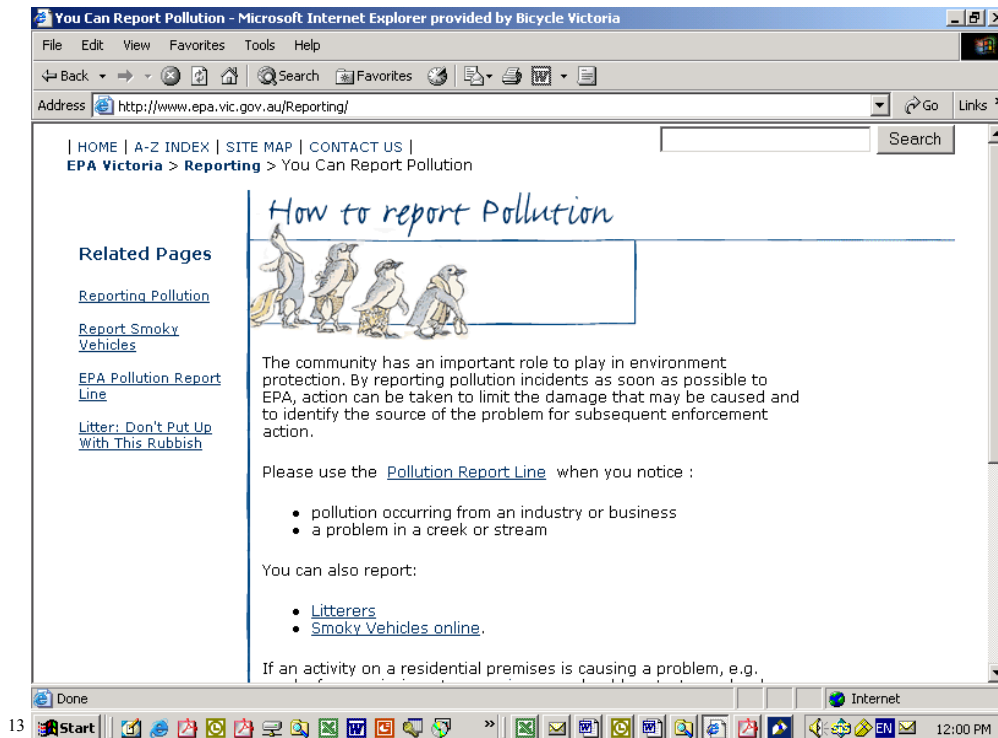 You Can Report Pollution - Microsoft Internet Explorer provided by Bicycle Victoria
File Edit View Favorites Tools Help
Back Search Favorites
Address http://www.epa.vic.gov.au/Reporting/ Go Links
| HOME | A-Z INDEX | SITE MAP | CONTACT US | Search
EPA Victoria > Reporting > You Can Report Pollution
How to report Pollution
Related Pages
Reporting Pollution
Report Smoky
Vehicles
EPA Pollution Report
Line
Litter: Don't Put Up
With This Rubbish
The community has an important role to play in environment
protection. By reporting pollution incidents as soon as possible to
EPA, action can be taken to limit the damage that may be caused and
to identify the source of the problem for subsequent enforcement
action.
Please use the Pollution Report Line when you notice :
• pollution occurring from an industry or business
• a problem in a creek or stream
You can also report:
• Litterers
• Smoky Vehicles online.
If an activity on a residential premises is causing a problem, e.g.
Done Internet
13 Start EN 12:00 PM